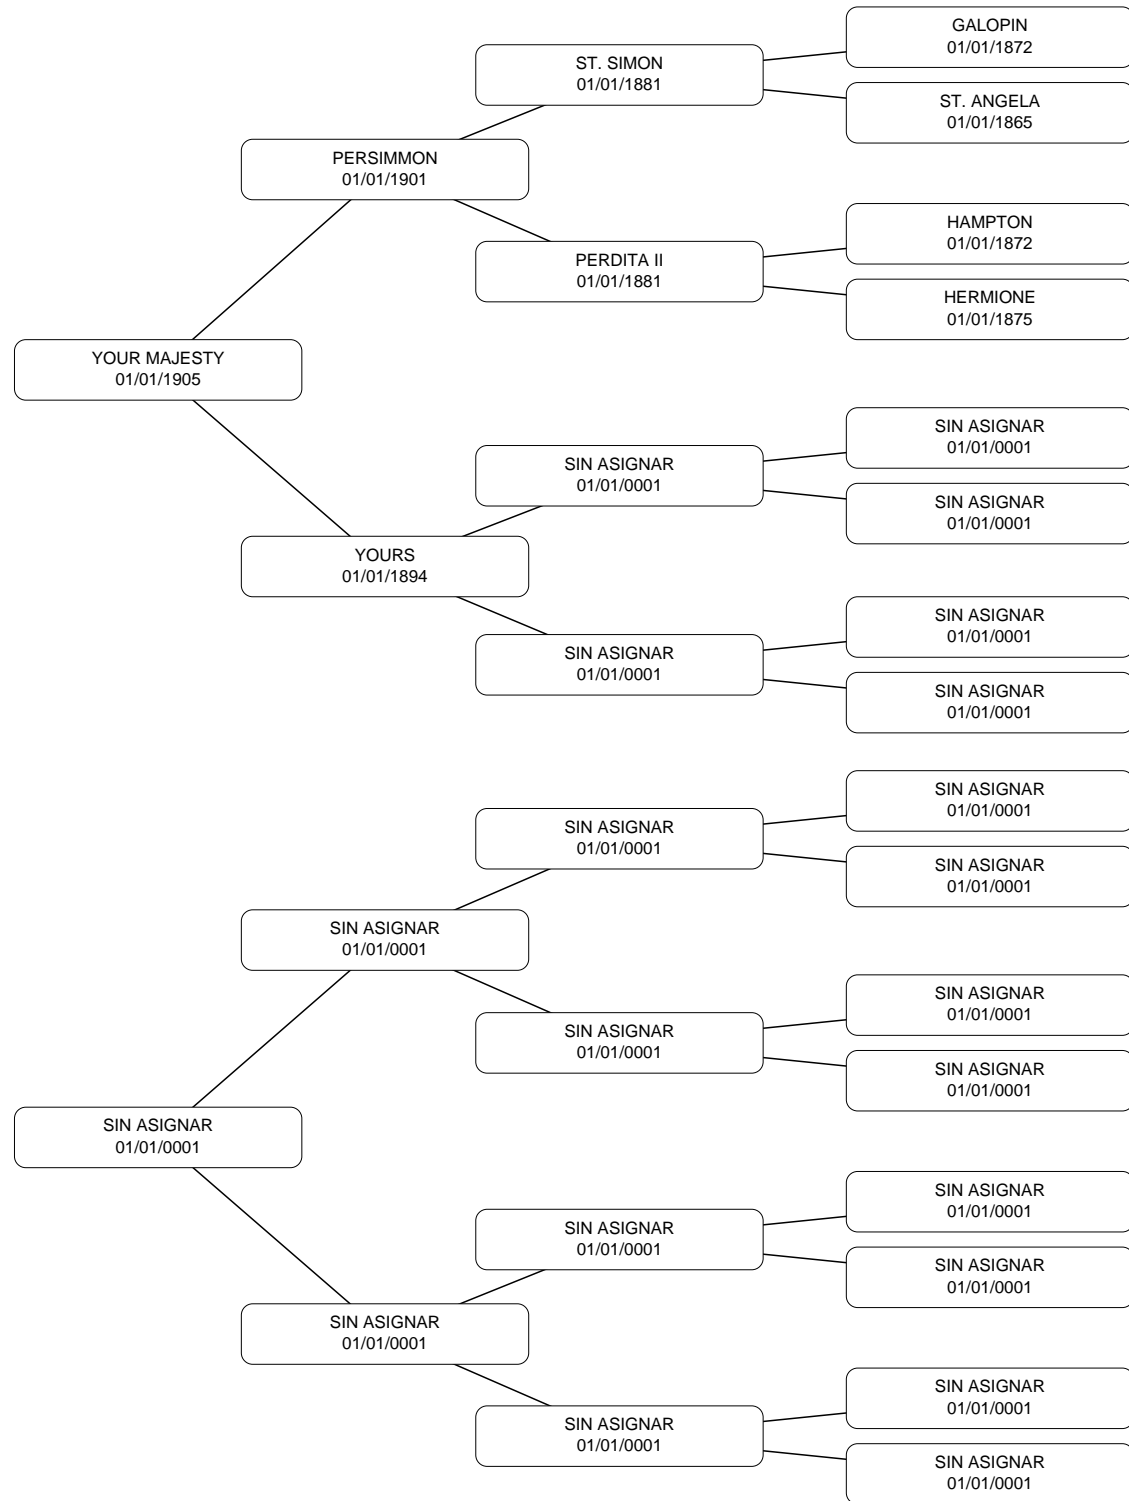 GALOPIN
01/01/1872
ST. SIMON
01/01/1881
ST. ANGELA
01/01/1865
PERSIMMON
01/01/1901
HAMPTON
01/01/1872
PERDITA II
01/01/1881
HERMIONE
01/01/1875
YOUR MAJESTY
01/01/1905
SIN ASIGNAR
01/01/0001
SIN ASIGNAR
01/01/0001
SIN ASIGNAR
01/01/0001
YOURS
01/01/1894
SIN ASIGNAR
01/01/0001
SIN ASIGNAR
01/01/0001
SIN ASIGNAR
01/01/0001
SIN ASIGNAR
01/01/0001
SIN ASIGNAR
01/01/0001
SIN ASIGNAR
01/01/0001
SIN ASIGNAR
01/01/0001
SIN ASIGNAR
01/01/0001
SIN ASIGNAR
01/01/0001
SIN ASIGNAR
01/01/0001
SIN ASIGNAR
01/01/0001
SIN ASIGNAR
01/01/0001
SIN ASIGNAR
01/01/0001
SIN ASIGNAR
01/01/0001
SIN ASIGNAR
01/01/0001
SIN ASIGNAR
01/01/0001
SIN ASIGNAR
01/01/0001
SIN ASIGNAR
01/01/0001